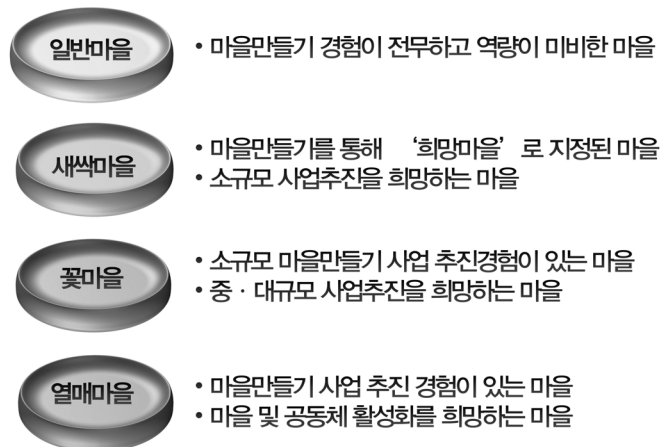 일반마을
• 마을만들기 경험이 전무하고 역량이 미비한 마을
새싹마을
• 마을만들기를 통해 ‘희망마을’ 로 지정된 마을
• 소규모 사업추진을 희망하는 마을
꽃마을
• 소규모 마을만들기 사업 추진경험이 있는 마을
• 중 · 대규모 사업추진을 희망하는 마을
열매마을
• 마을만들기 사업 추진 경험이 있는 마을
• 마을 및 공동체 활성화를 희망하는 마을